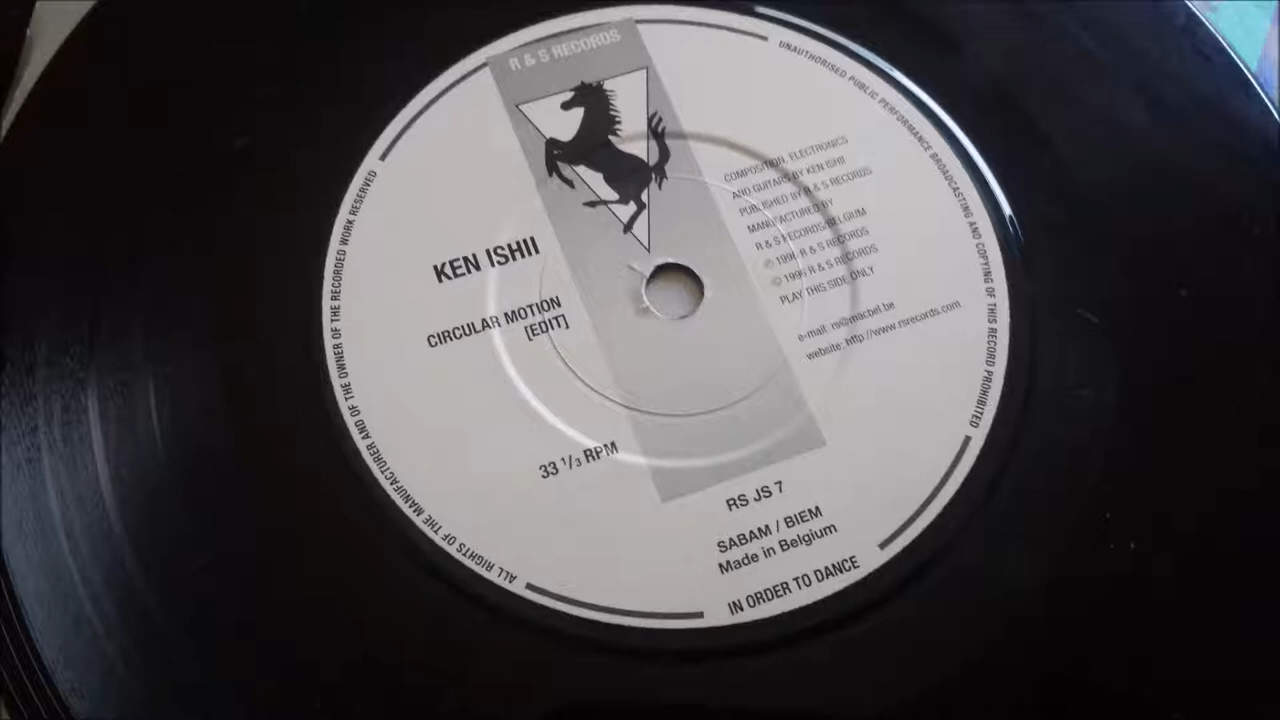 R & S RECORDS
UNAUTHORISED PUBLIC PERFORMANCE BROADCASTING AND COPYING OF THIS RECORD PROHIBITED
KEN ISHII
CIRCULAR MOTION
[EDIT]
33 1/3 RPM
COMPOSITION, ELECTRONICS
AND GUITARS BY KEN ISHII
PUBLISHED BY R & S RECORDS
MANUFACTURED BY
R & S RECORDS/BELGIUM
℗ 1996 R & S RECORDS
© 1996 R & S RECORDS
PLAY THIS SIDE ONLY
e-mail: rs@macbel.be
website: http://www.rsrecords.com
RS JS 7
SABAM / BIEM
Made in Belgium
IN ORDER TO DANCE
ALL RIGHTS OF THE MANUFACTURER AND OF THE OWNER OF THE RECORDED WORK RESERVED